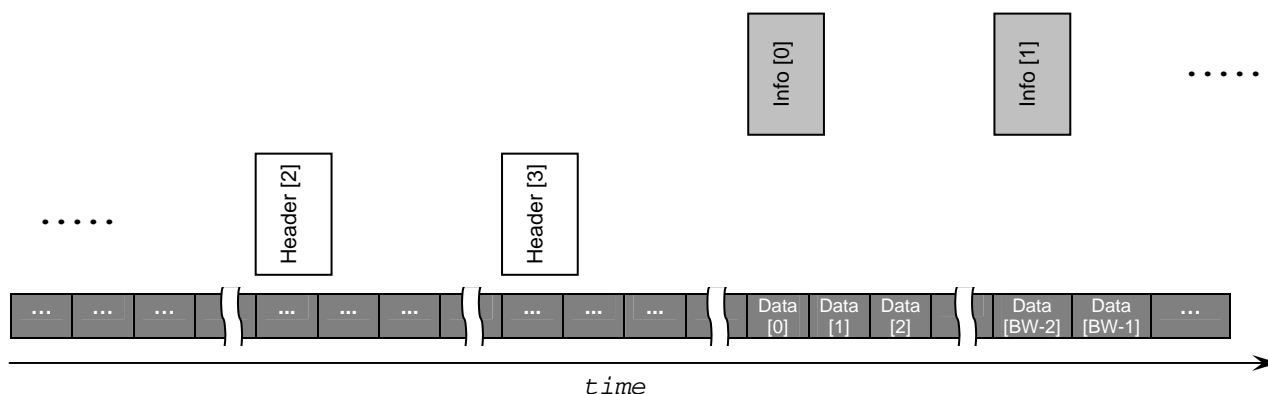 Info [0]
Info [1]
.....
.....
Header [2]
Header [3]
... ... ... ... ... ... ... ... ... Data [0] Data [1] Data [2] Data [BW-2] Data [BW-1] ...
time